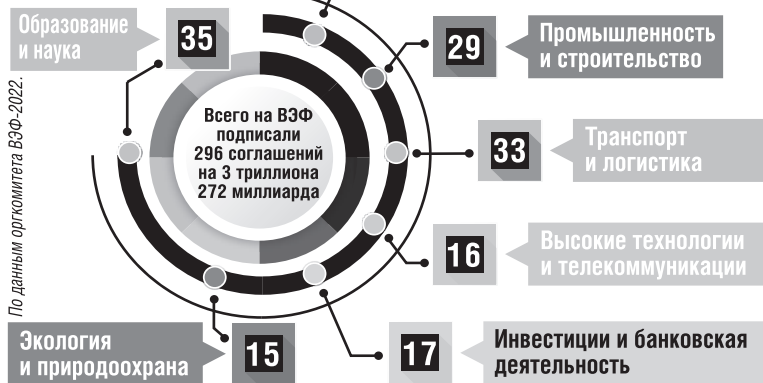 Образование
и наука
35
29
Промышленность
и строительство
Всего на ВЭФ
подписали
296 соглашений
на 3 триллиона
272 миллиарда
33
Транспорт
и логистика
16
Высокие технологии
и телекоммуникации
По данным оргкомитета ВЭФ-2022.
Экология
и природоохрана
15
17
Инвестиции и банковская
деятельность